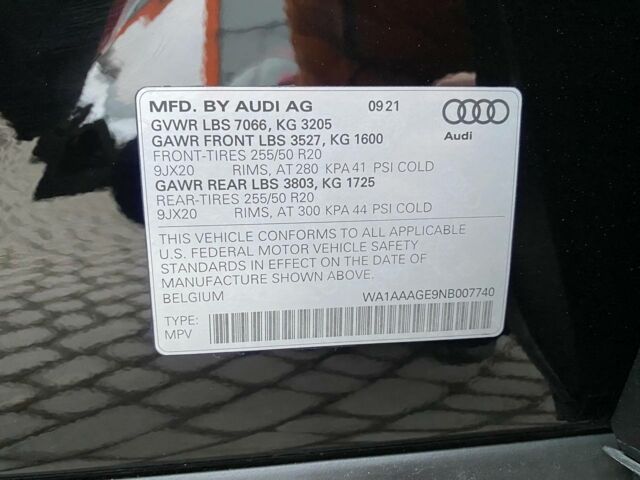 MFD. BY AUDI AG 09 21
GVWR LBS 7066, KG 3205
GAWR FRONT LBS 3527, KG 1600
Audi
FRONT-TIRES 255/50 R20
9JX20 RIMS, AT 280 KPA 41 PSI COLD
GAWR REAR LBS 3803, KG 1725
REAR-TIRES 255/50 R20
9JX20 RIMS, AT 300 KPA 44 PSI COLD
THIS VEHICLE CONFORMS TO ALL APPLICABLE
U.S. FEDERAL MOTOR VEHICLE SAFETY
STANDARDS IN EFFECT ON THE DATE OF
MANUFACTURE SHOWN ABOVE.
BELGIUM WA1AAAGE9NB007740
TYPE:
MPV